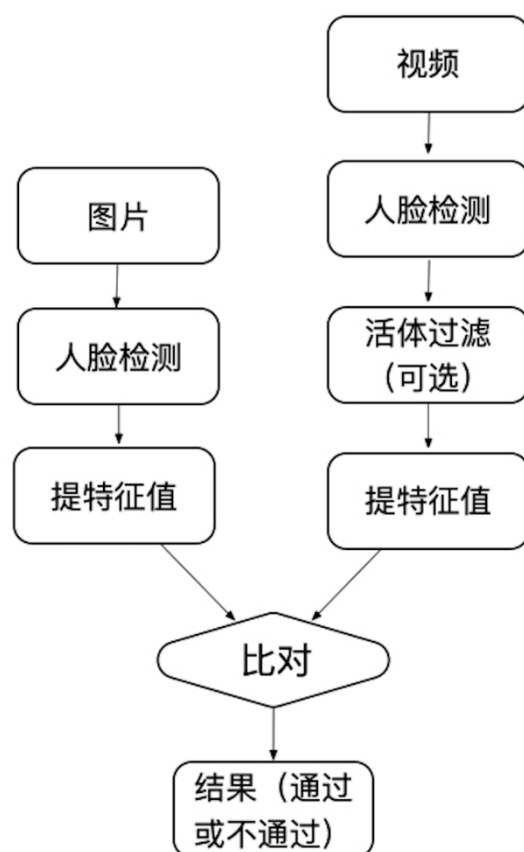 视频
图片
人脸检测
人脸检测
活体过滤
（可选）
提特征值
提特征值
比对
结果（通过
或不通过）